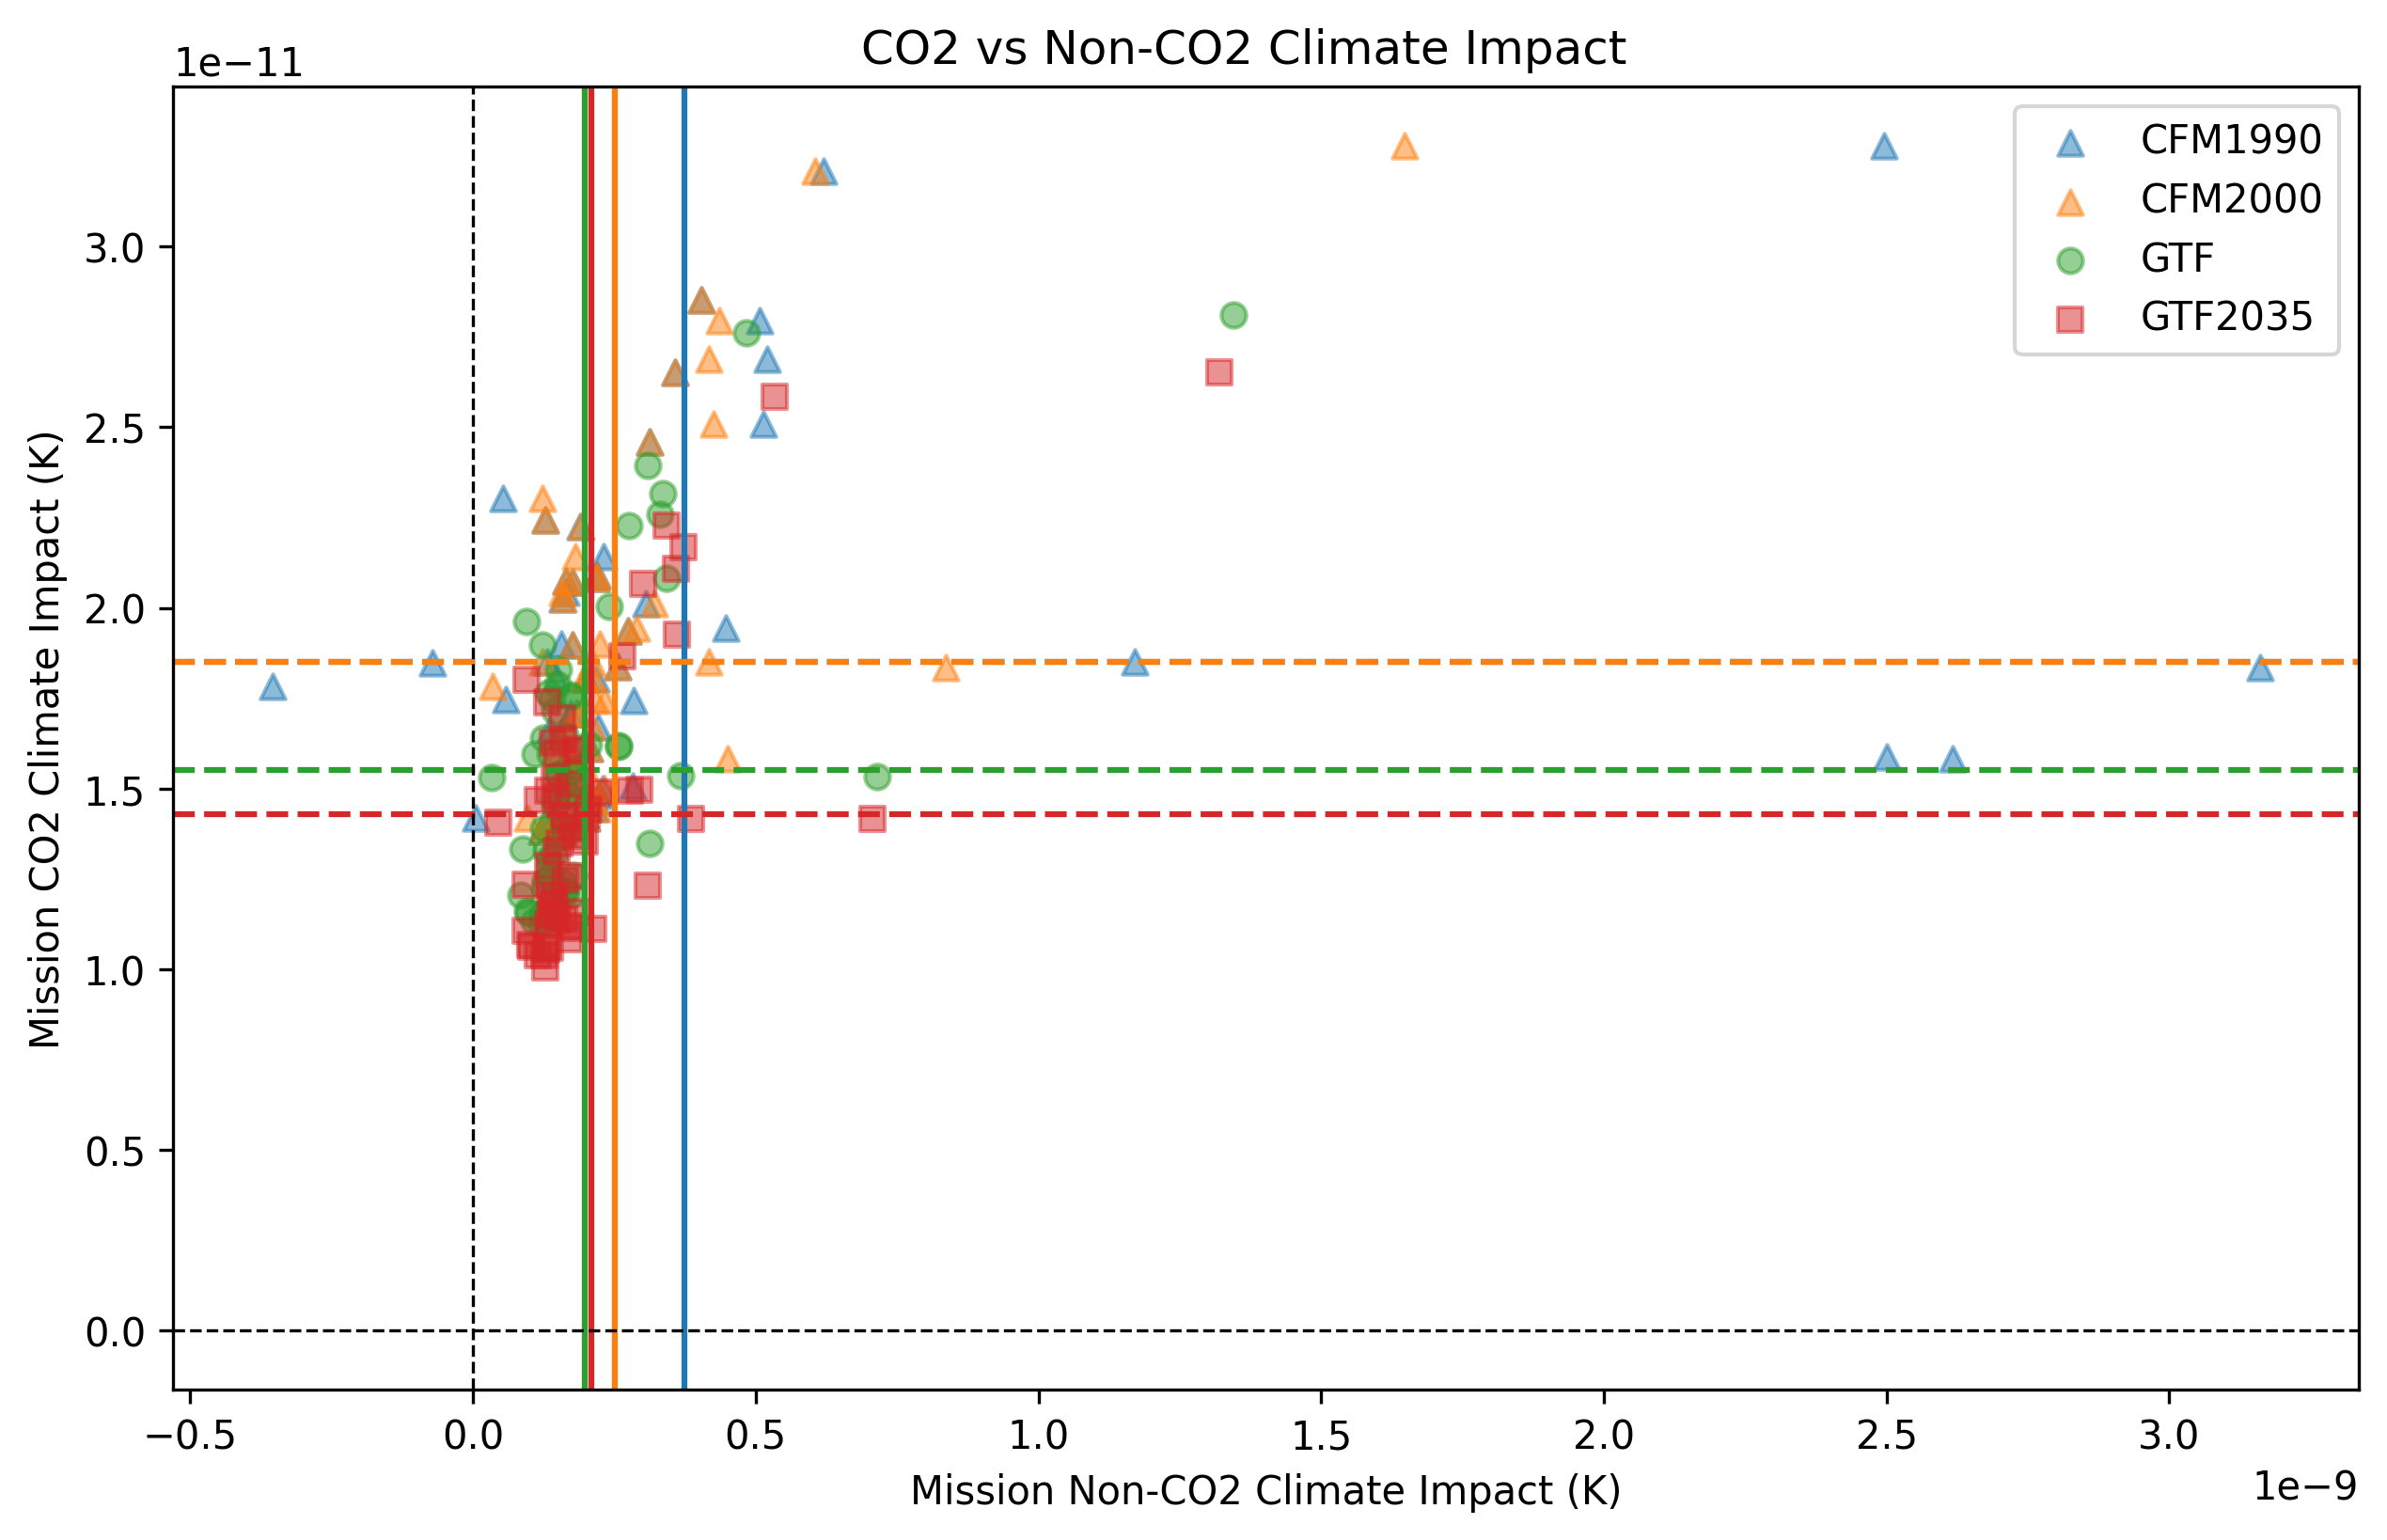 CO2 vs Non-CO2 Climate Impact
1e−11
CFM1990
CFM2000
GTF
GTF2035
3.0
2.5
2.0
1.5
1.0
0.5
0.0
Mission CO2 Climate Impact (K)
−0.5 0.0 0.5 1.0 1.5 2.0 2.5 3.0
1e−9
Mission Non-CO2 Climate Impact (K)